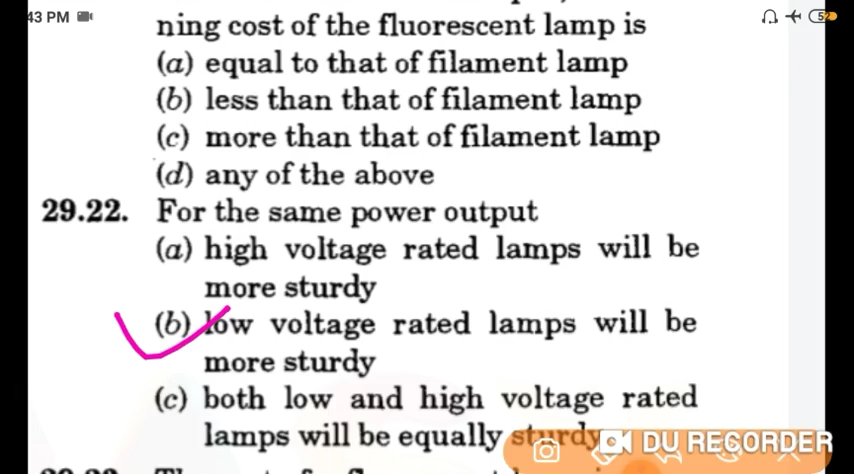 43 PM
52
ning cost of the fluorescent lamp is
(a) equal to that of filament lamp
(b) less than that of filament lamp
(c) more than that of filament lamp
(d) any of the above
29.22. For the same power output
(a) high voltage rated lamps will be
more sturdy
(b) low voltage rated lamps will be
more sturdy
(c) both low and high voltage rated
lamps will be equally sturdy
DU RECORDER